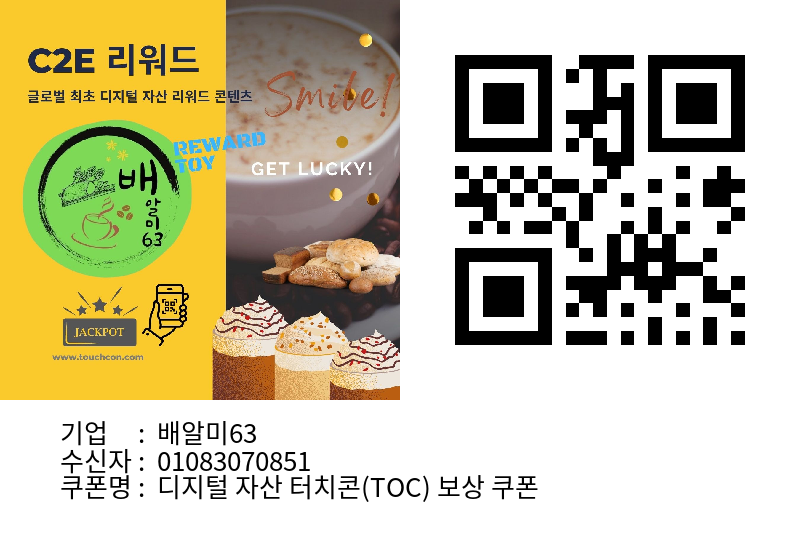 C2E 리워드
글로벌 최초 디지털 자산 리워드 콘텐츠
Smile!
REWARD
TOY
배
알
미
63
GET LUCKY!
JACKPOT
www.touchcon.com
기업 : 배알미63
수신자 : 01083070851
쿠폰명 : 디지털 자산 터치콘(TOC) 보상 쿠폰